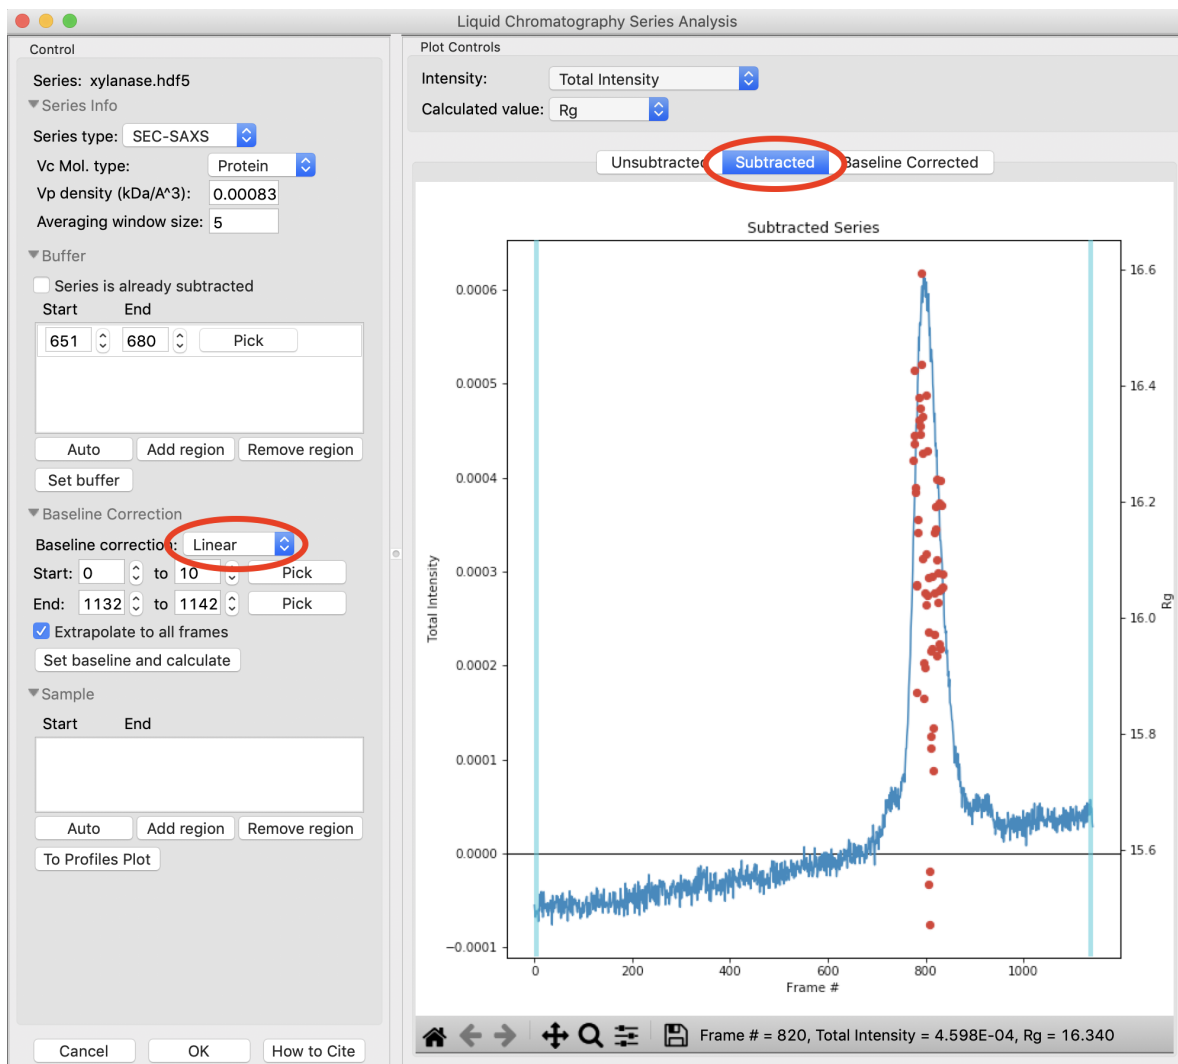 Liquid Chromatography Series Analysis
Control
Series: xylanase.hdf5
Series Info
Series type: SEC-SAXS
Vc Mol. type: Protein
Vp density (kDa/A^3): 0.00083
Averaging window size: 5
Buffer
Series is already subtracted
Start End
651 680 Pick
Auto Add region Remove region
Set buffer
Baseline Correction
Baseline correction: Linear
Start: 0 to 10 Pick
End: 1132 to 1142 Pick
Extrapolate to all frames
Set baseline and calculate
Sample
Start End
Auto Add region Remove region
To Profiles Plot
Cancel OK How to Cite
Plot Controls
Intensity: Total Intensity
Calculated value: Rg
Unsubtracted Subtracted Baseline Corrected
Subtracted Series
Total Intensity
0.0006
0.0005
0.0004
0.0003
0.0002
0.0001
0.0000
−0.0001
16.6
16.4
16.2
16.0
15.8
15.6
Rg
0 200 400 600 800 1000
Frame #
Frame # = 820, Total Intensity = 4.598E-04, Rg = 16.340